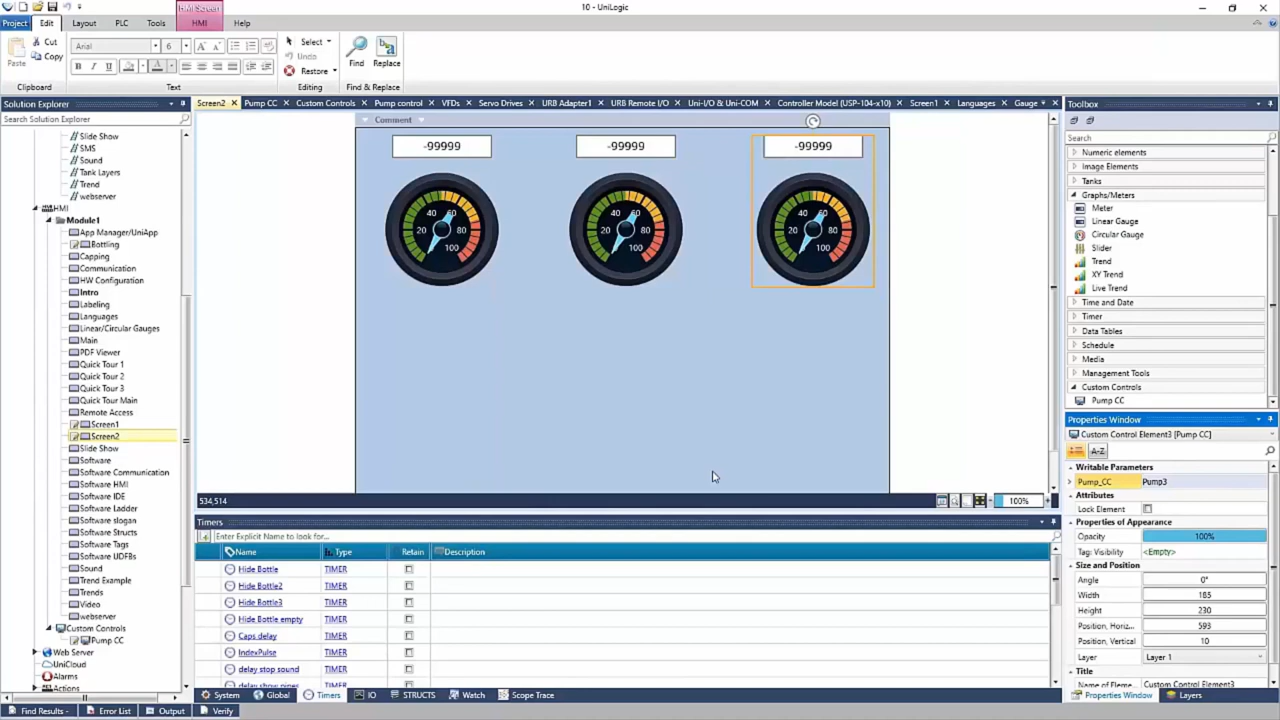 10 - UniLogic
HMI Screen
Project Edit Layout PLC Tools HMI Help
Paste
Cut
Copy
Arial 6
Select
Undo
Restore
Find
Replace
Clipboard Text Editing Find & Replace
Solution Explorer
Search Solution Explorer
Slide Show
SMS
Sound
Tank Layers
Trend
webserver
HMI
Module1
App Manager/UniApp
Bottling
Capping
Communication
HW Configuration
Intro
Labeling
Languages
Linear/Circular Gauges
Main
PDF Viewer
Quick Tour 1
Quick Tour 2
Quick Tour 3
Quick Tour Main
Remote Access
Screen1
Screen2
Slide Show
Software
Software Communication
Software HMI
Software IDE
Software Ladder
Software slogan
Software Structs
Software Tags
Software UDFBs
Sound
Trend Example
Trends
Video
webserver
Custom Controls
Pump CC
Web Server
UniCloud
Alarms
Actions
Screen2 Pump CC Custom Controls Pump control VFDs Servo Drives URB Adapter1 URB Remote I/O Uni-I/O & Uni-COM Controller Model (USP-104-x10) Screen1 Languages Gauge
Comment
-99999 -99999 -99999
20 40 60 80 100
20 40 60 80 100
20 40 60 80 100
534,514
100%
Timers
Enter Explicit Name to look for...
Name Type Retain Description
Hide Bottle TIMER
Hide Bottle2 TIMER
Hide Bottle3 TIMER
Hide Bottle empty TIMER
Caps delay TIMER
IndexPulse TIMER
delay stop sound TIMER
System Global Timers IO STRUCTS Watch Scope Trace
Toolbox
Search
Numeric elements
Image Elements
Tanks
Graphs/Meters
Meter
Linear Gauge
Circular Gauge
Slider
Trend
XY Trend
Live Trend
Time and Date
Timer
Data Tables
Schedule
Media
Management Tools
Custom Controls
Pump CC
Properties Window
Custom Control Element3 [Pump CC]
A-Z
Writable Parameters
Pump_CC Pump3
Attributes
Lock Element
Properties of Appearance
Opacity 100%
Tag: Visibility <Empty>
Size and Position
Angle 0°
Width 185
Height 230
Position, Horiz... 593
Position, Vertical 10
Layer Layer 1
Title
Name of Eleme... Custom Control Element3
Properties Window Layers
Find Results - Error List Output Verify